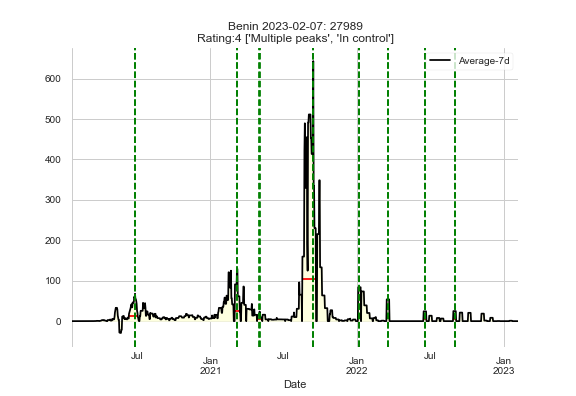 Benin 2023-02-07: 27989
Rating:4 ['Multiple peaks', 'In control']
Average-7d
600
500
400
300
200
100
0
Jul
Jan
2021
Jul
Jan
2022
Jul
Jan
2023
Date